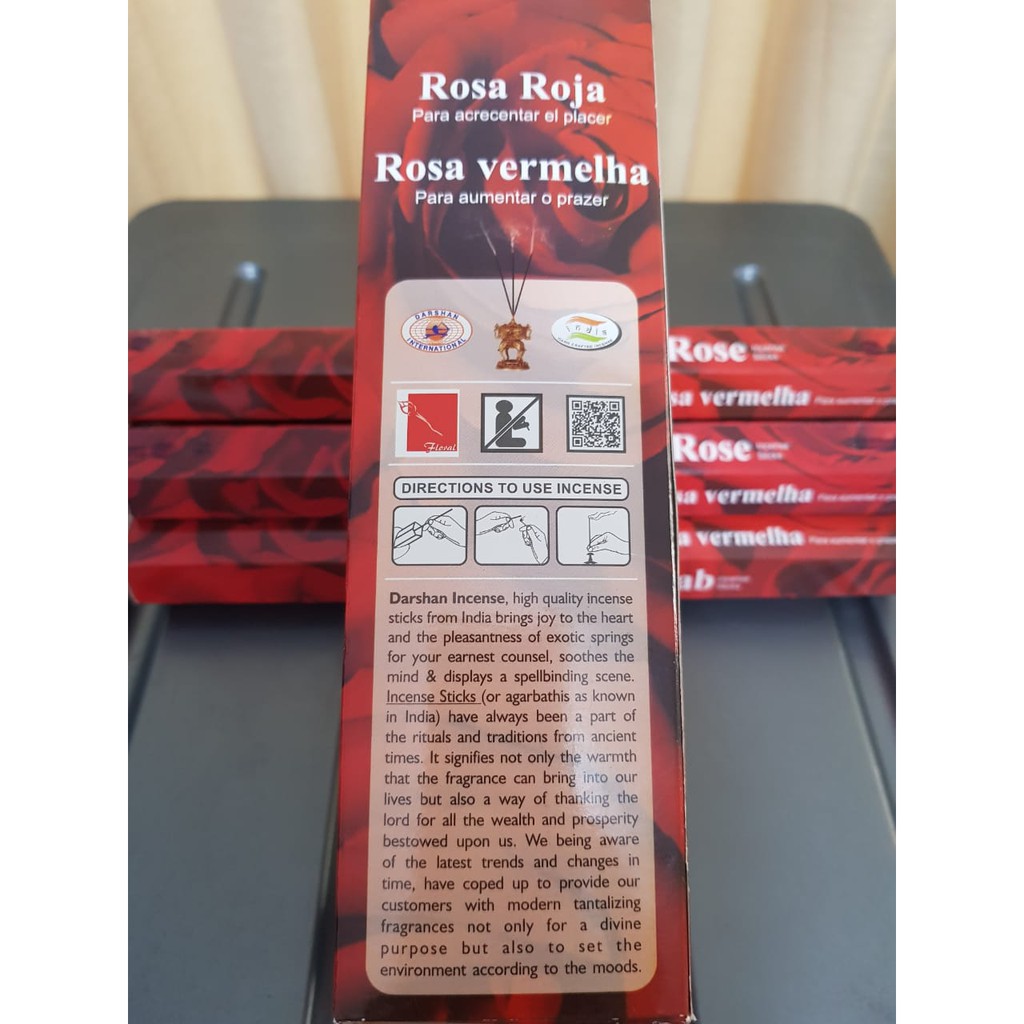 Rosa Roja
Para acrecentar el placer
Rosa vermelha
Para aumentar o prazer
DARSHAN
INTERNATIONAL
India
Floral
DIRECTIONS TO USE INCENSE
Darshan Incense, high quality incense
sticks from India brings joy to the heart
and the pleasantness of exotic springs
for your earnest counsel, soothes the
mind & displays a spellbinding scene.
Incense Sticks (or agarbathis as known
in India) have always been a part of
the rituals and traditions from ancient
times. It signifies not only the warmth
that the fragrance can bring into our
lives but also a way of thanking the
lord for all the wealth and prosperity
bestowed upon us. We being aware
of the latest trends and changes in
time, have coped up to provide our
customers with modern tantalizing
fragrances not only for a divine
purpose but also to set the
environment according to the moods.
Rose
sa vermelha
Rose
sa vermelha
a vermelha
ab